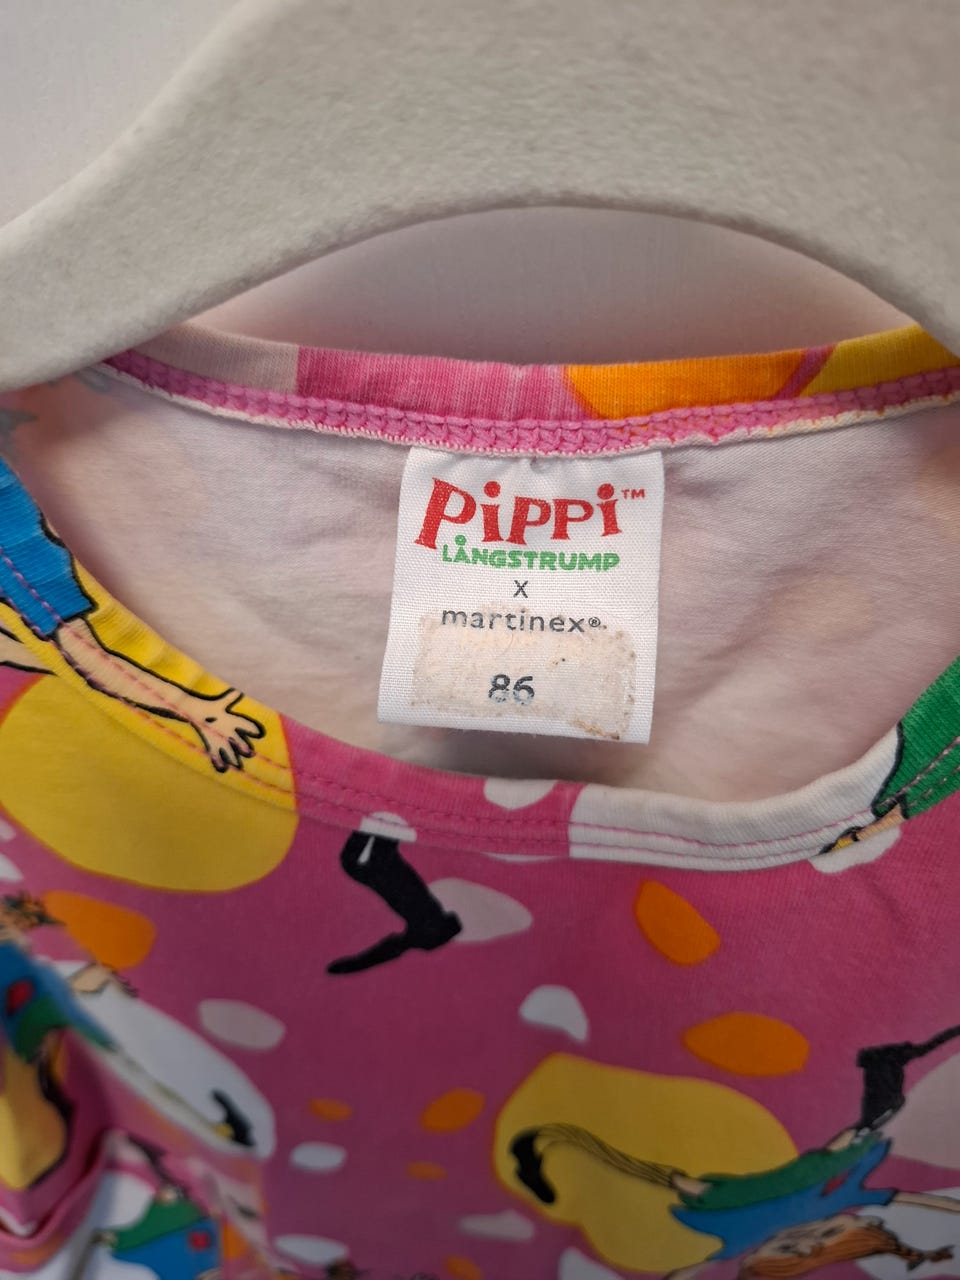 PiPPi™
LÅNGSTRUMP
x
martinex®
86